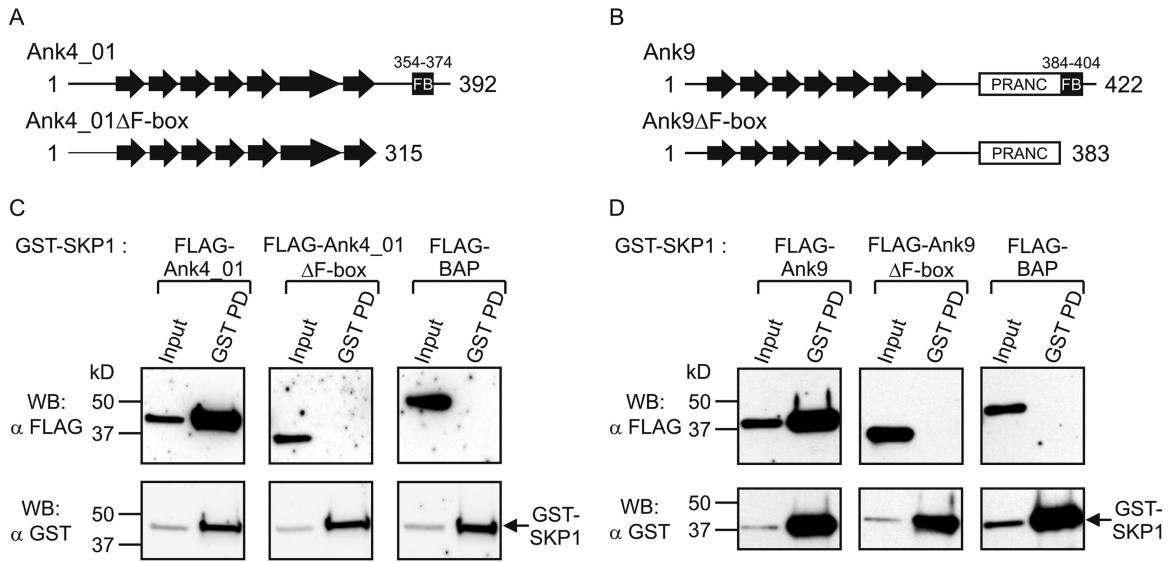 A
Ank4_01
354-374
1 FB 392
Ank4_01ΔF-box
1 315
B
Ank9
384-404
1 PRANC FB 422
Ank9ΔF-box
1 PRANC 383
C
GST-SKP1 : FLAG-Ank4_01 FLAG-Ank4_01 ΔF-box FLAG-BAP
Input GST PD Input GST PD Input GST PD
kD
WB: α FLAG
50
37
WB: α GST
50
37
GST-SKP1
D
GST-SKP1 : FLAG-Ank9 FLAG-Ank9 ΔF-box FLAG-BAP
Input GST PD Input GST PD Input GST PD
kD
WB: α FLAG
50
37
WB: α GST
50
37
GST-SKP1